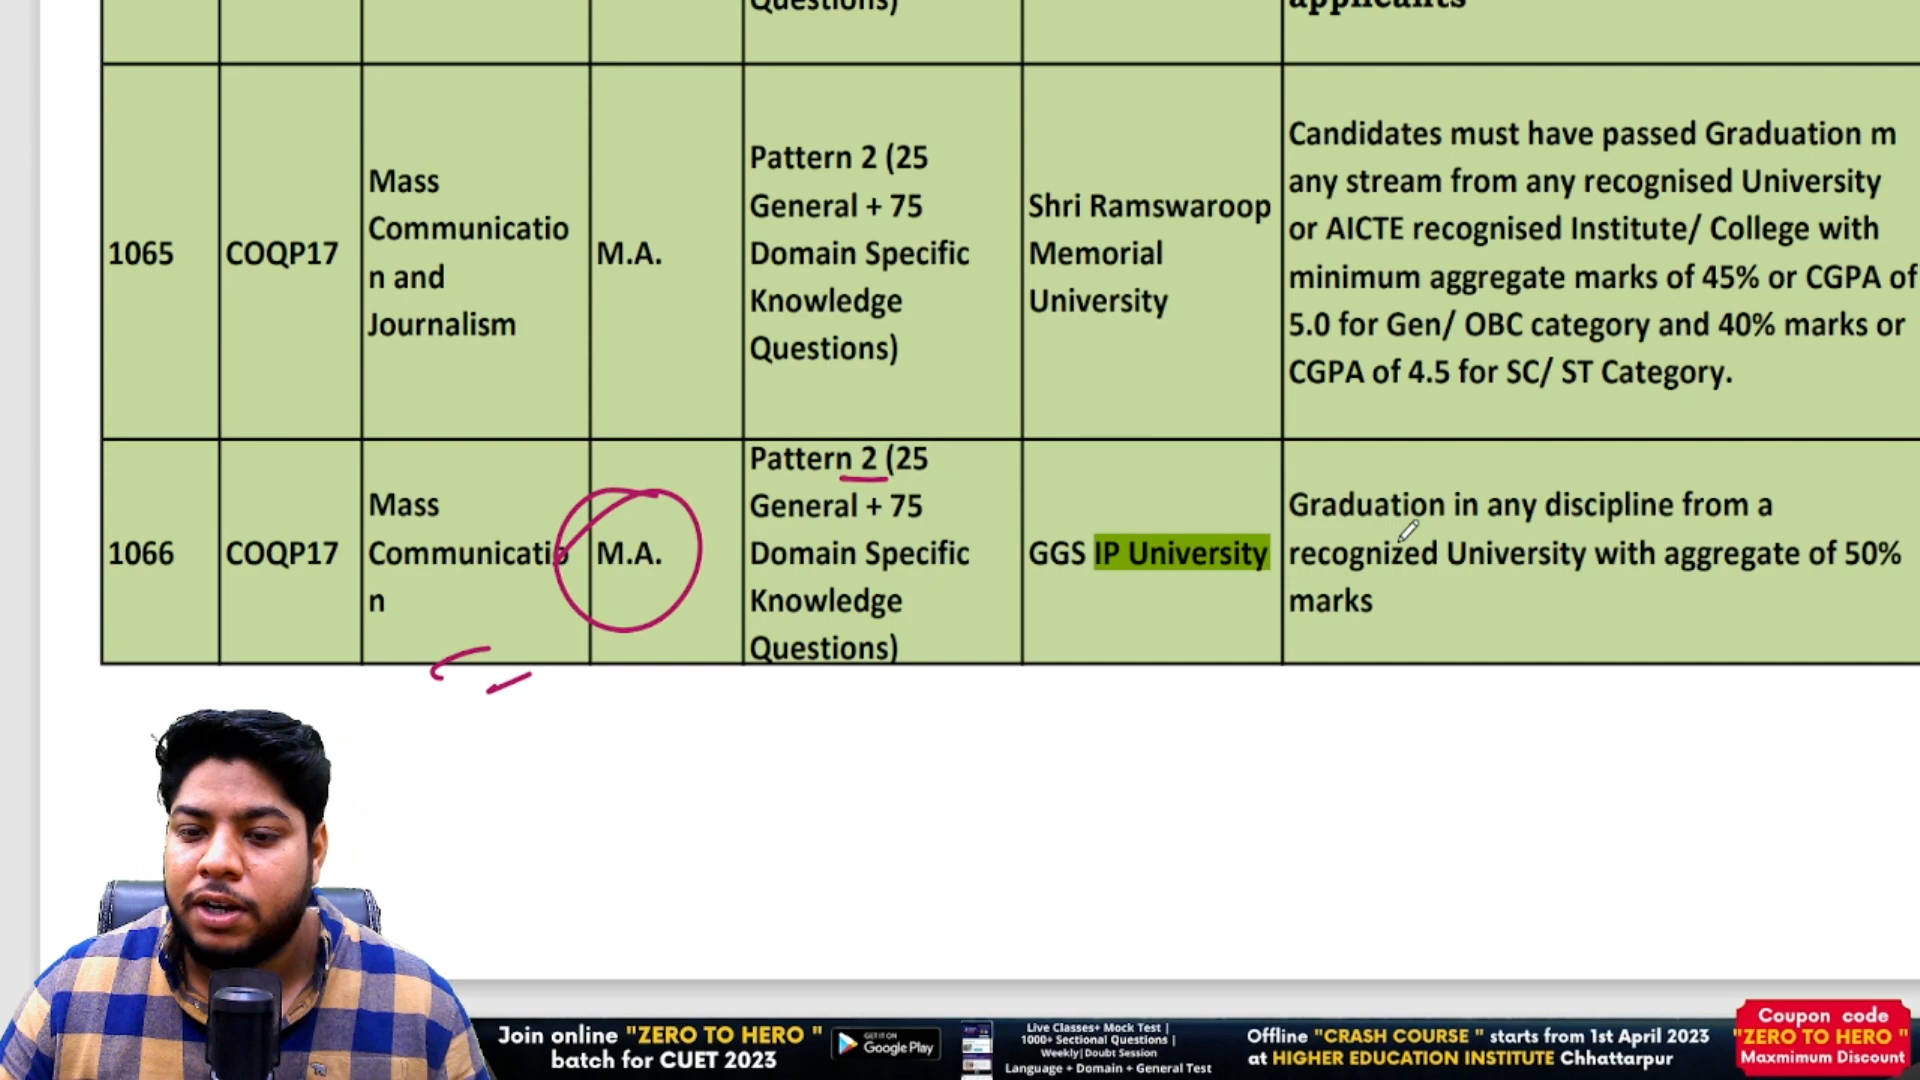 Questions)
applicants
1065
COQP17
Mass
Communicatio
n and
Journalism
M.A.
Pattern 2 (25
General + 75
Domain Specific
Knowledge
Questions)
Shri Ramswaroop
Memorial
University
Candidates must have passed Graduation m
any stream from any recognised University
or AICTE recognised Institute/ College with
minimum aggregate marks of 45% or CGPA of
5.0 for Gen/ OBC category and 40% marks or
CGPA of 4.5 for SC/ ST Category.
1066
COQP17
Mass
Communicatio
n
M.A.
Pattern 2 (25
General + 75
Domain Specific
Knowledge
Questions)
GGS IP University
Graduation in any discipline from a
recognized University with aggregate of 50%
marks
Join online "ZERO TO HERO "
batch for CUET 2023
GET IT ON
Google Play
Live Classes+ Mock Test |
1000+ Sectional Questions |
Weekly|Doubt Session
Language + Domain + General Test
Offline "CRASH COURSE " starts from 1st April 2023
at HIGHER EDUCATION INSTITUTE Chhattarpur
Coupon code
"ZERO TO HERO "
Maxmimum Discount